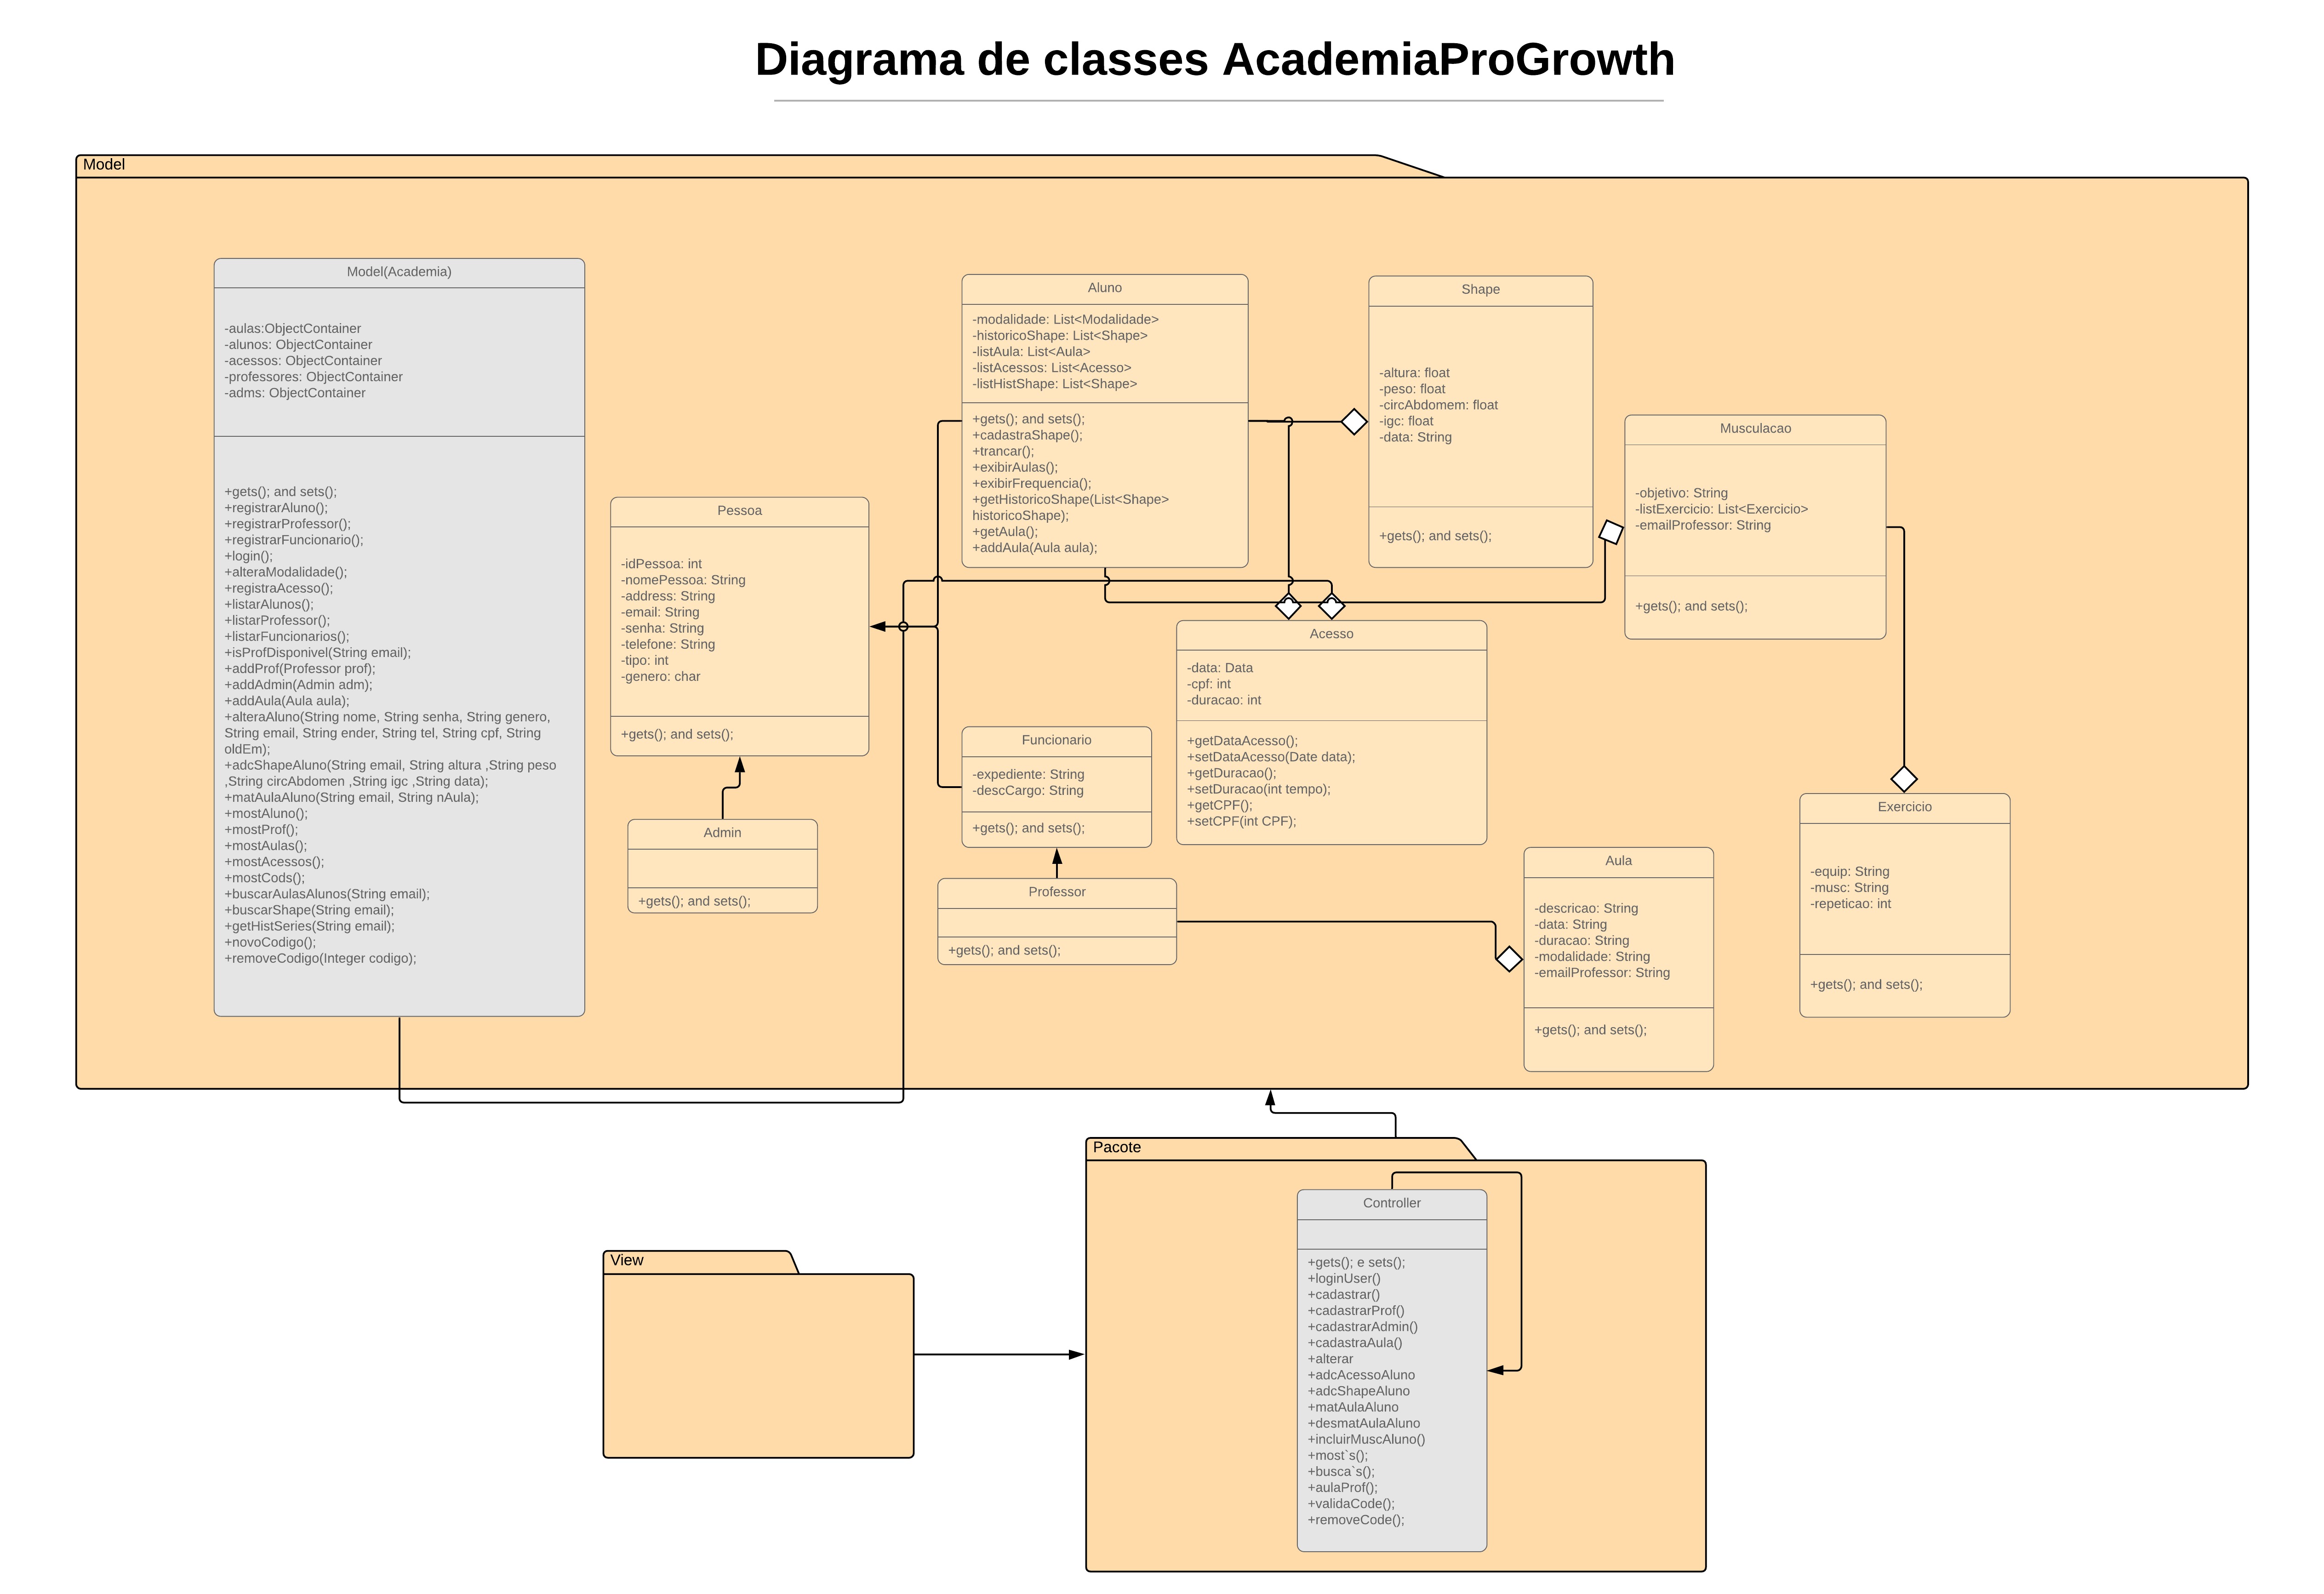 Diagrama de classes AcademiaProGrowth
Model
Model(Academia)
-aulas:ObjectContainer
-alunos: ObjectContainer
-acessos: ObjectContainer
-professores: ObjectContainer
-adms: ObjectContainer
+gets(); and sets();
+registrarAluno();
+registrarProfessor();
+registrarFuncionario();
+login();
+alteraModalidade();
+registraAcesso();
+listarAlunos();
+listarProfessor();
+listarFuncionarios();
+isProfDisponivel(String email);
+addProf(Professor prof);
+addAdmin(Admin adm);
+addAula(Aula aula);
+alteraAluno(String nome, String senha, String genero,
String email, String ender, String tel, String cpf, String
oldEm);
+adcShapeAluno(String email, String altura ,String peso
,String circAbdomen ,String igc ,String data);
+matAulaAluno(String email, String nAula);
+mostAluno();
+mostProf();
+mostAulas();
+mostAcessos();
+mostCods();
+buscarAulasAlunos(String email);
+buscarShape(String email);
+getHistSeries(String email);
+novoCodigo();
+removeCodigo(Integer codigo);
Pessoa
-idPessoa: int
-nomePessoa: String
-address: String
-email: String
-senha: String
-telefone: String
-tipo: int
-genero: char
+gets(); and sets();
Admin
+gets(); and sets();
Aluno
-modalidade: List<Modalidade>
-historicoShape: List<Shape>
-listAula: List<Aula>
-listAcessos: List<Acesso>
-listHistShape: List<Shape>
+gets(); and sets();
+cadastraShape();
+trancar();
+exibirAulas();
+exibirFrequencia();
+getHistoricoShape(List<Shape>
historicoShape);
+getAula();
+addAula(Aula aula);
Funcionario
-expediente: String
-descCargo: String
+gets(); and sets();
Professor
+gets(); and sets();
Shape
-altura: float
-peso: float
-circAbdomem: float
-igc: float
-data: String
+gets(); and sets();
Acesso
-data: Data
-cpf: int
-duracao: int
+getDataAcesso();
+setDataAcesso(Date data);
+getDuracao();
+setDuracao(int tempo);
+getCPF();
+setCPF(int CPF);
Musculacao
-objetivo: String
-listExercicio: List<Exercicio>
-emailProfessor: String
+gets(); and sets();
Aula
-descricao: String
-data: String
-duracao: String
-modalidade: String
-emailProfessor: String
+gets(); and sets();
Exercicio
-equip: String
-musc: String
-repeticao: int
+gets(); and sets();
Pacote
Controller
+gets(); e sets();
+loginUser()
+cadastrar()
+cadastrarProf()
+cadastrarAdmin()
+cadastraAula()
+alterar
+adcAcessoAluno
+adcShapeAluno
+matAulaAluno
+desmatAulaAluno
+incluirMuscAluno()
+most`s();
+busca`s();
+aulaProf();
+validaCode();
+removeCode();
View